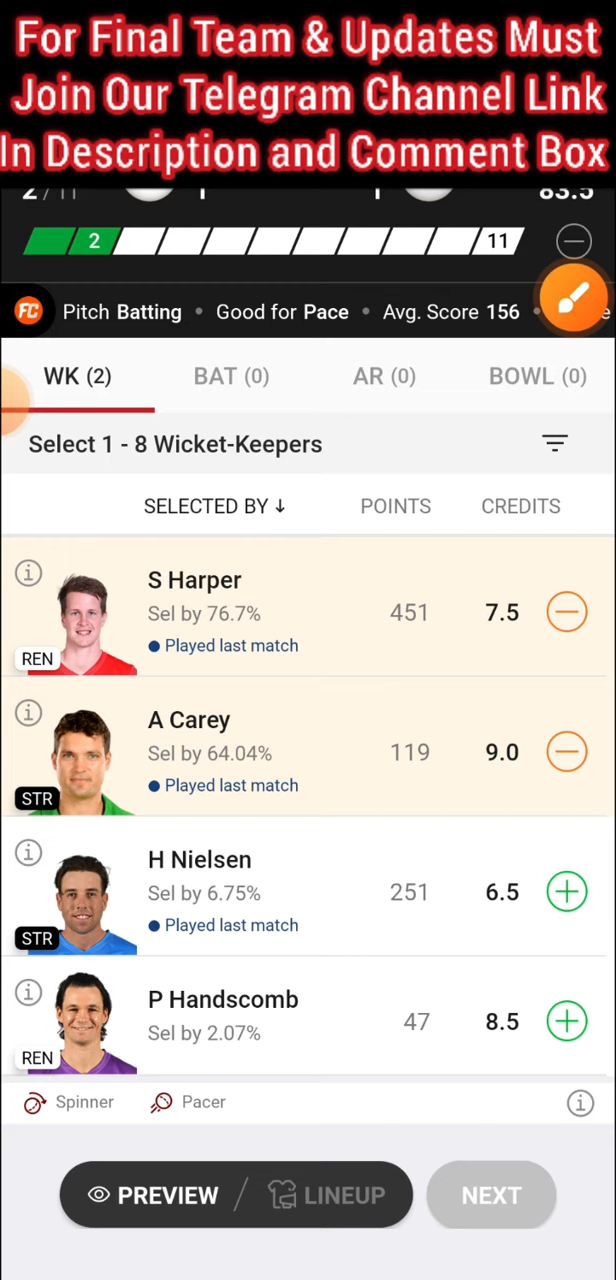 For Final Team & Updates Must
Join Our Telegram Channel Link
In Description and Comment Box
2/11 83.5
2 11
FC Pitch Batting • Good for Pace • Avg. Score 156 •
WK (2) BAT (0) AR (0) BOWL (0)
Select 1 - 8 Wicket-Keepers
SELECTED BY ↓ POINTS CREDITS
S Harper
Sel by 76.7% 451 7.5
Played last match
REN
A Carey
Sel by 64.04% 119 9.0
Played last match
STR
H Nielsen
Sel by 6.75% 251 6.5
Played last match
STR
P Handscomb
Sel by 2.07% 47 8.5
REN
Spinner Pacer
PREVIEW / LINEUP NEXT